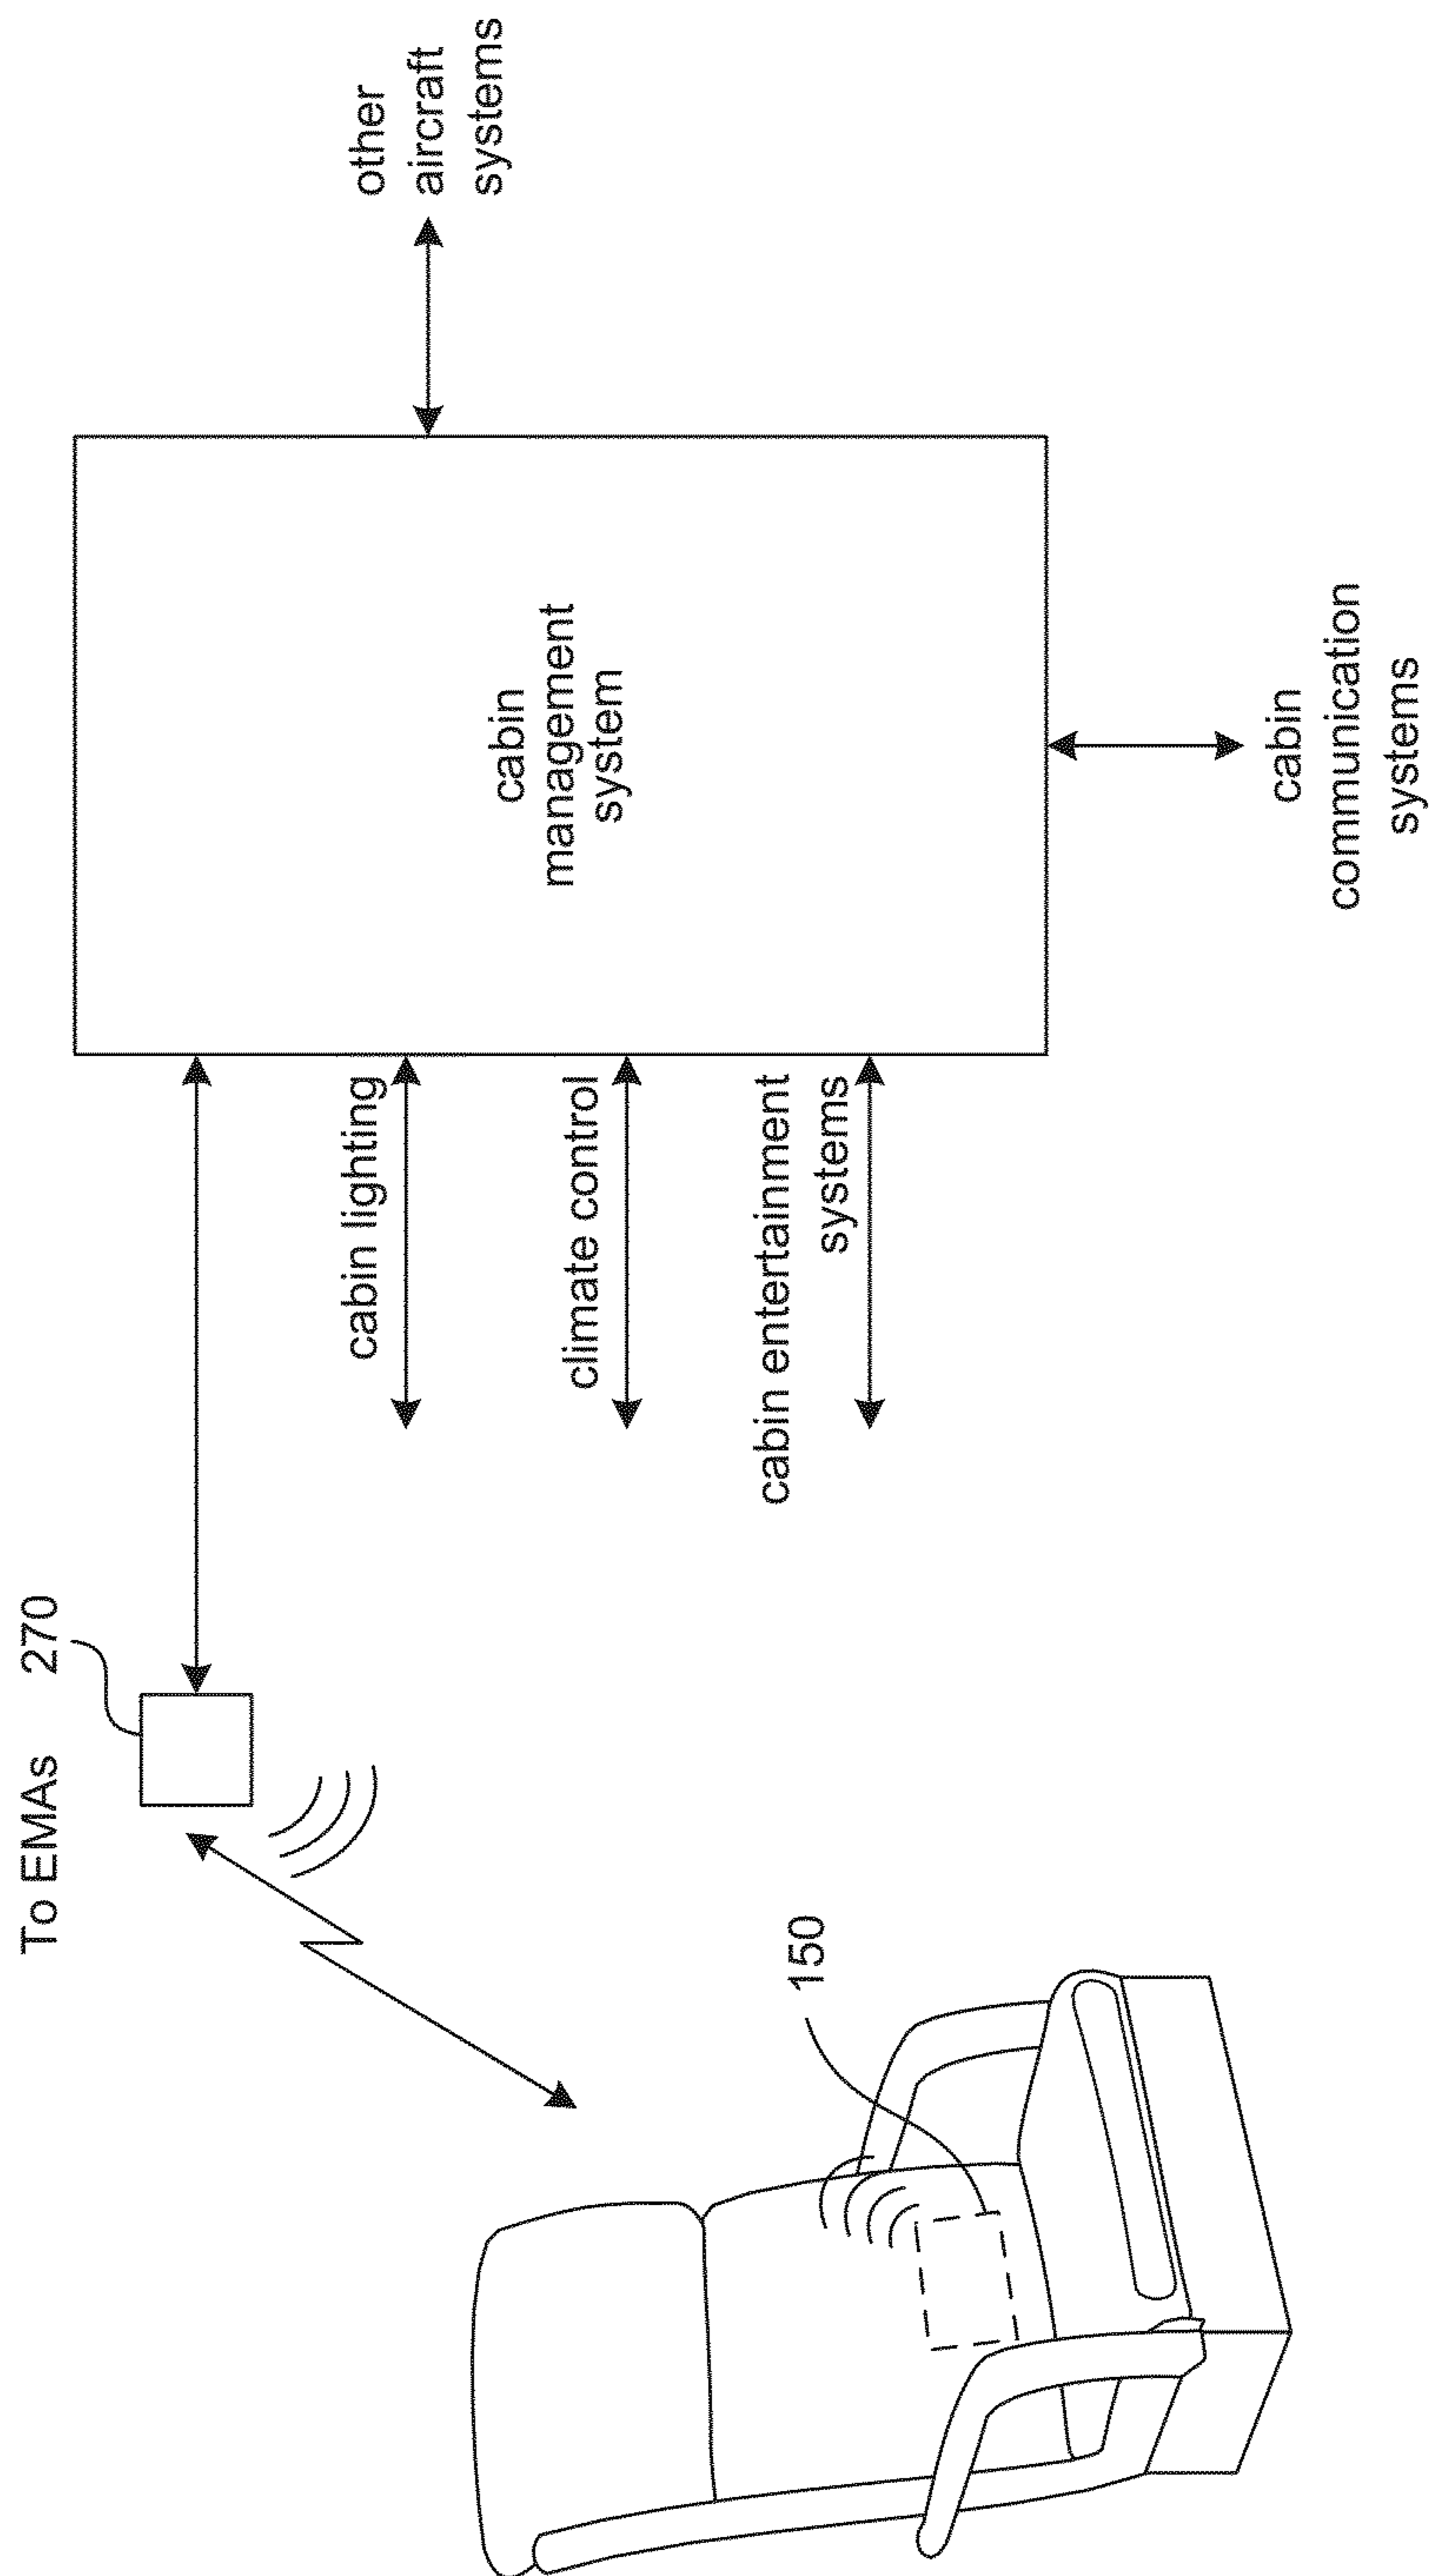 To EMAs 270
cabin lighting
other
aircraft
systems
cabin
management
system
climate control
cabin entertainment
systems
150
cabin
communication
systems